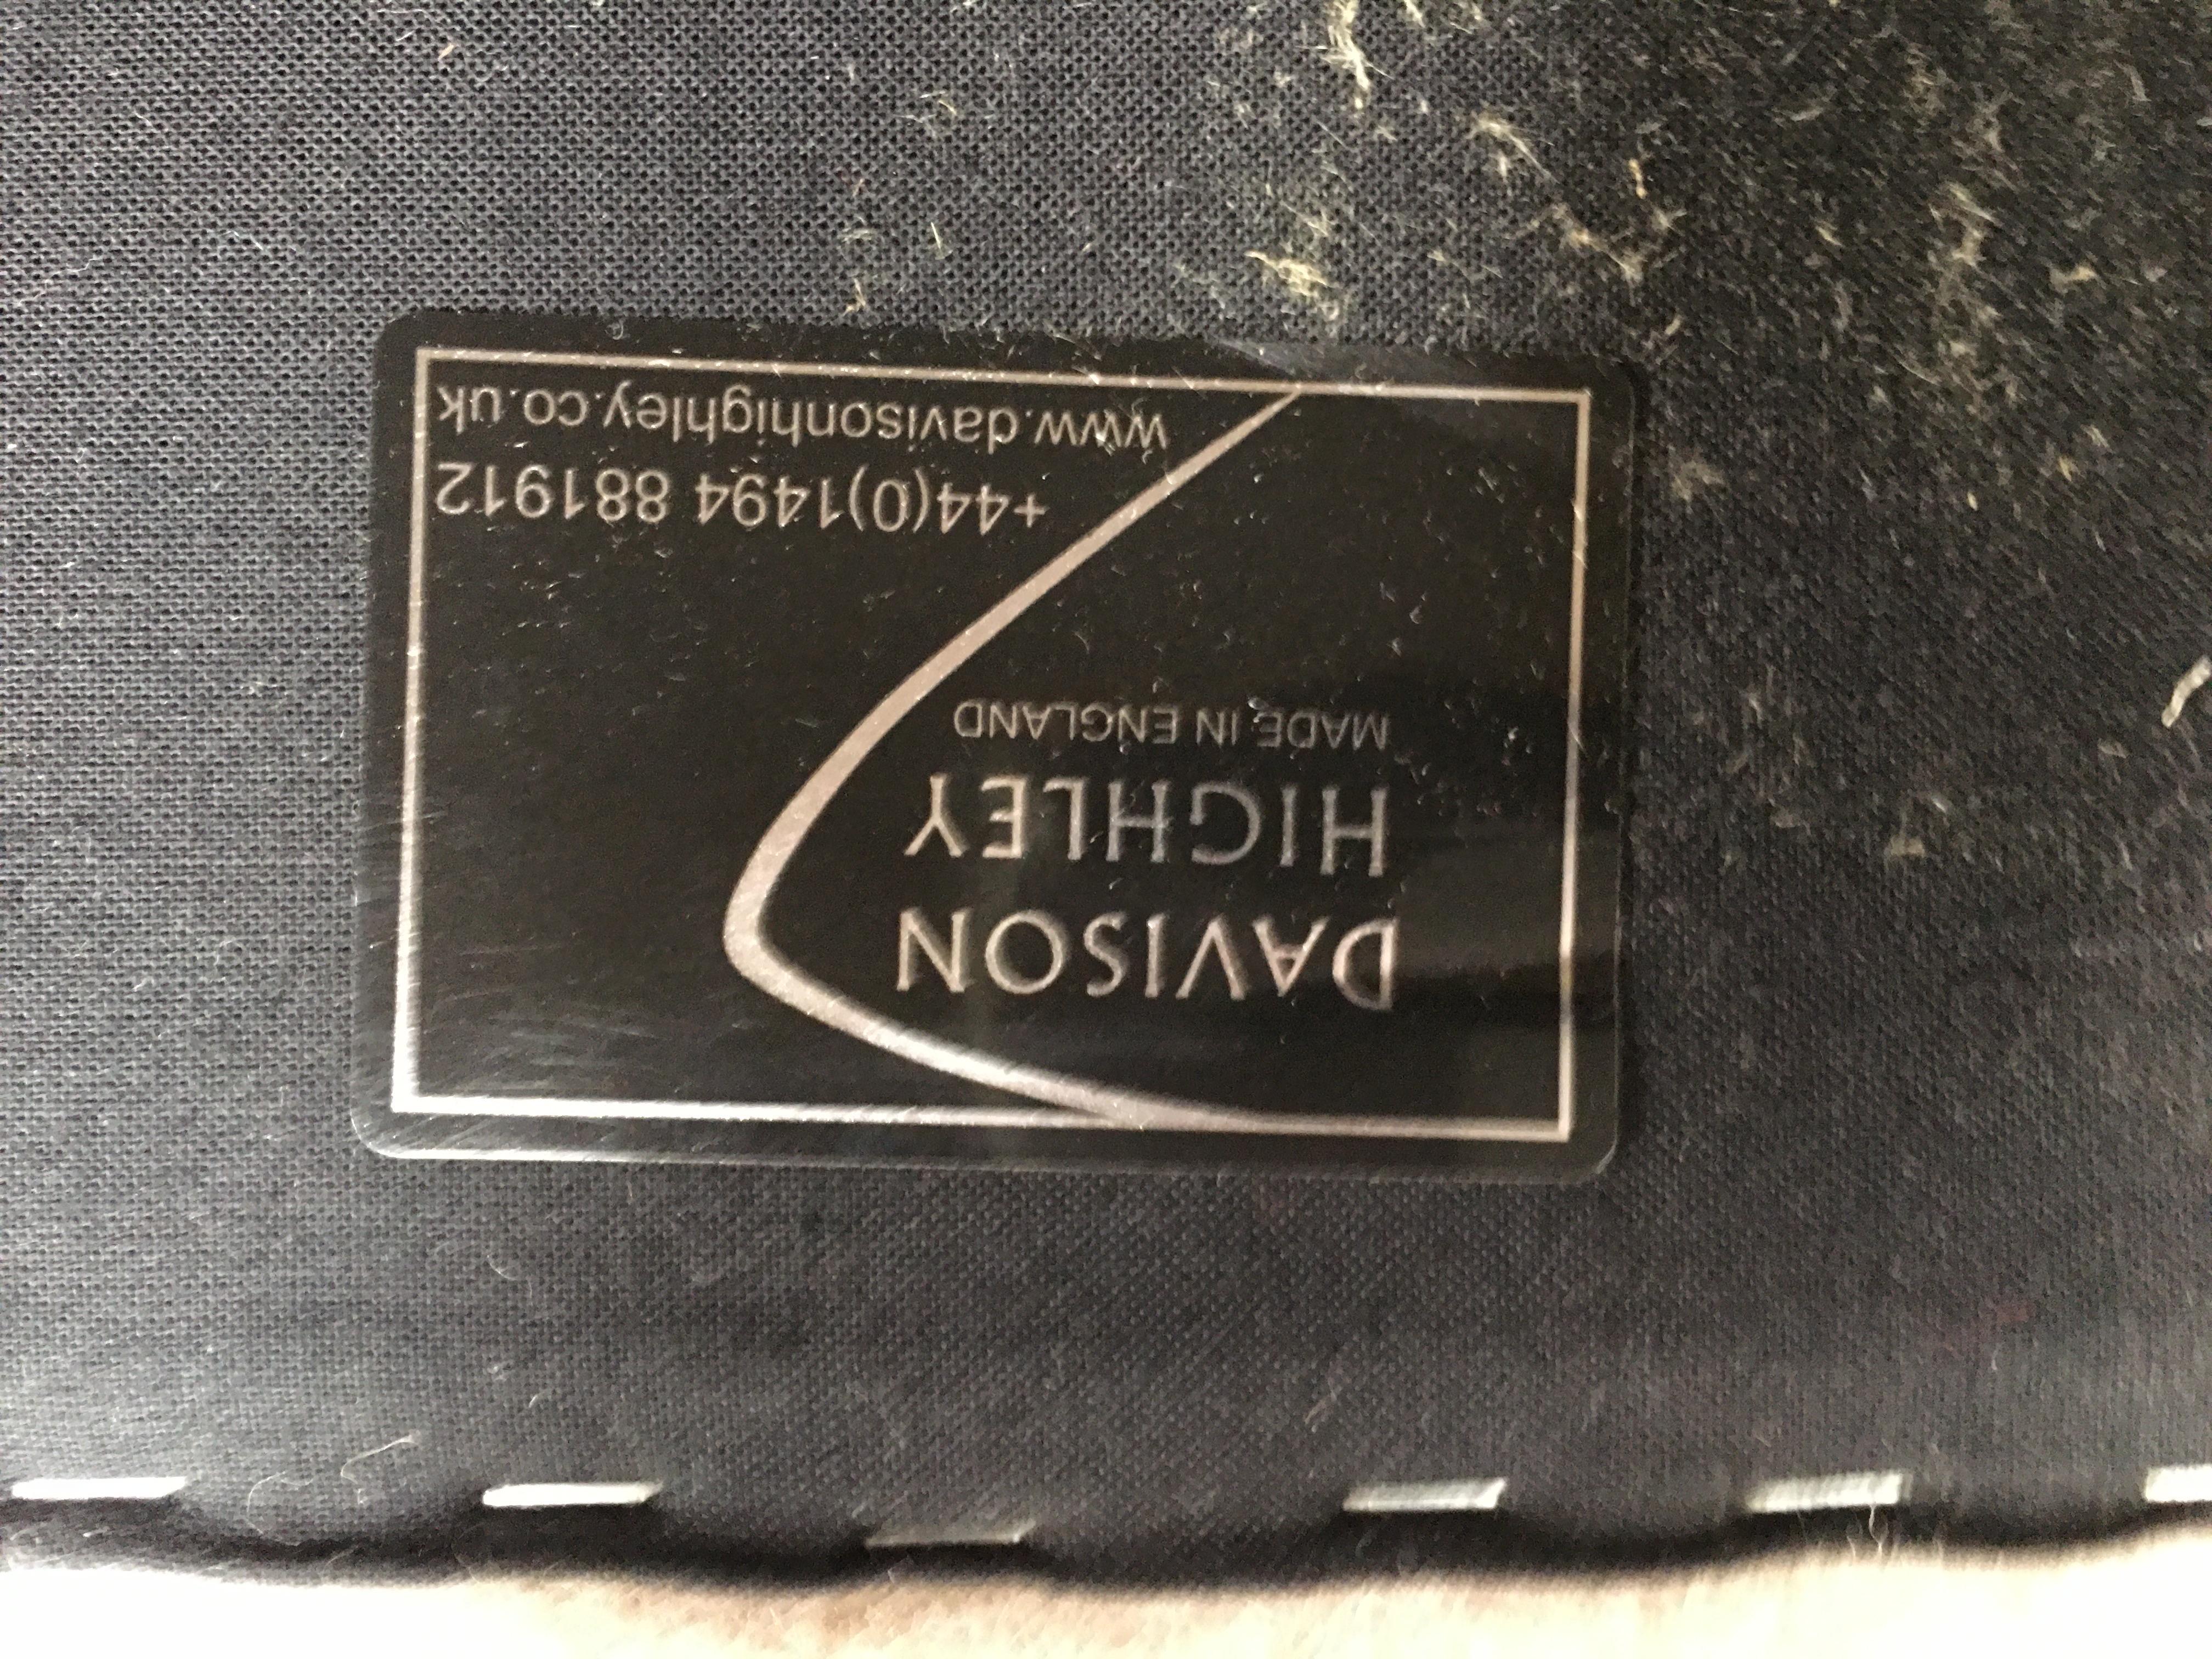 DAVISON
HIGHLEY
MADE IN ENGLAND
+44(0)1494 881912
www.davisonhighley.co.uk